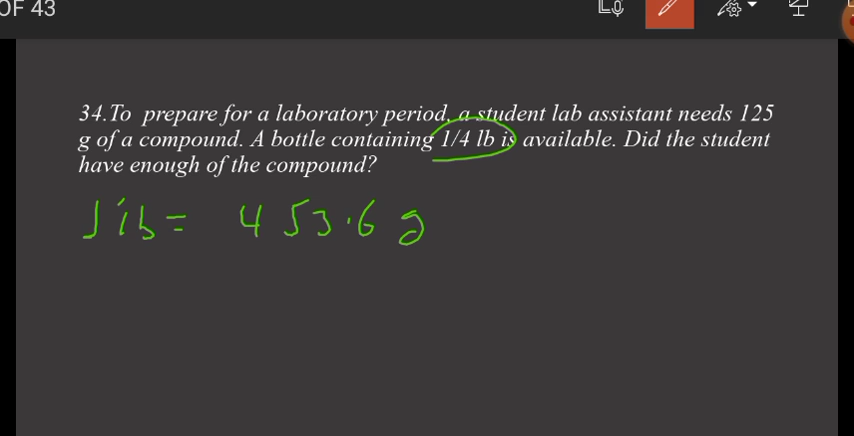 OF 43
34.To prepare for a laboratory period, a student lab assistant needs 125
g of a compound. A bottle containing 1/4 lb is available. Did the student
have enough of the compound?
1 ib = 453.6 g